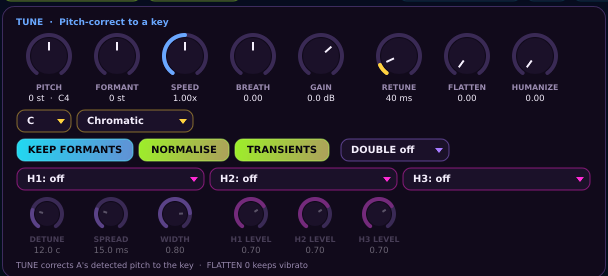 TUNE · Pitch-correct to a key
PITCH FORMANT SPEED BREATH GAIN RETUNE FLATTEN HUMANIZE
0 st · C4 0 st 1.00x 0.00 0.0 dB 40 ms 0.00 0.00
C Chromatic
KEEP FORMANTS NORMALISE TRANSIENTS DOUBLE off
H1: off H2: off H3: off
DETUNE SPREAD WIDTH H1 LEVEL H2 LEVEL H3 LEVEL
12.0 c 15.0 ms 0.80 0.70 0.70 0.70
TUNE corrects A's detected pitch to the key · FLATTEN 0 keeps vibrato